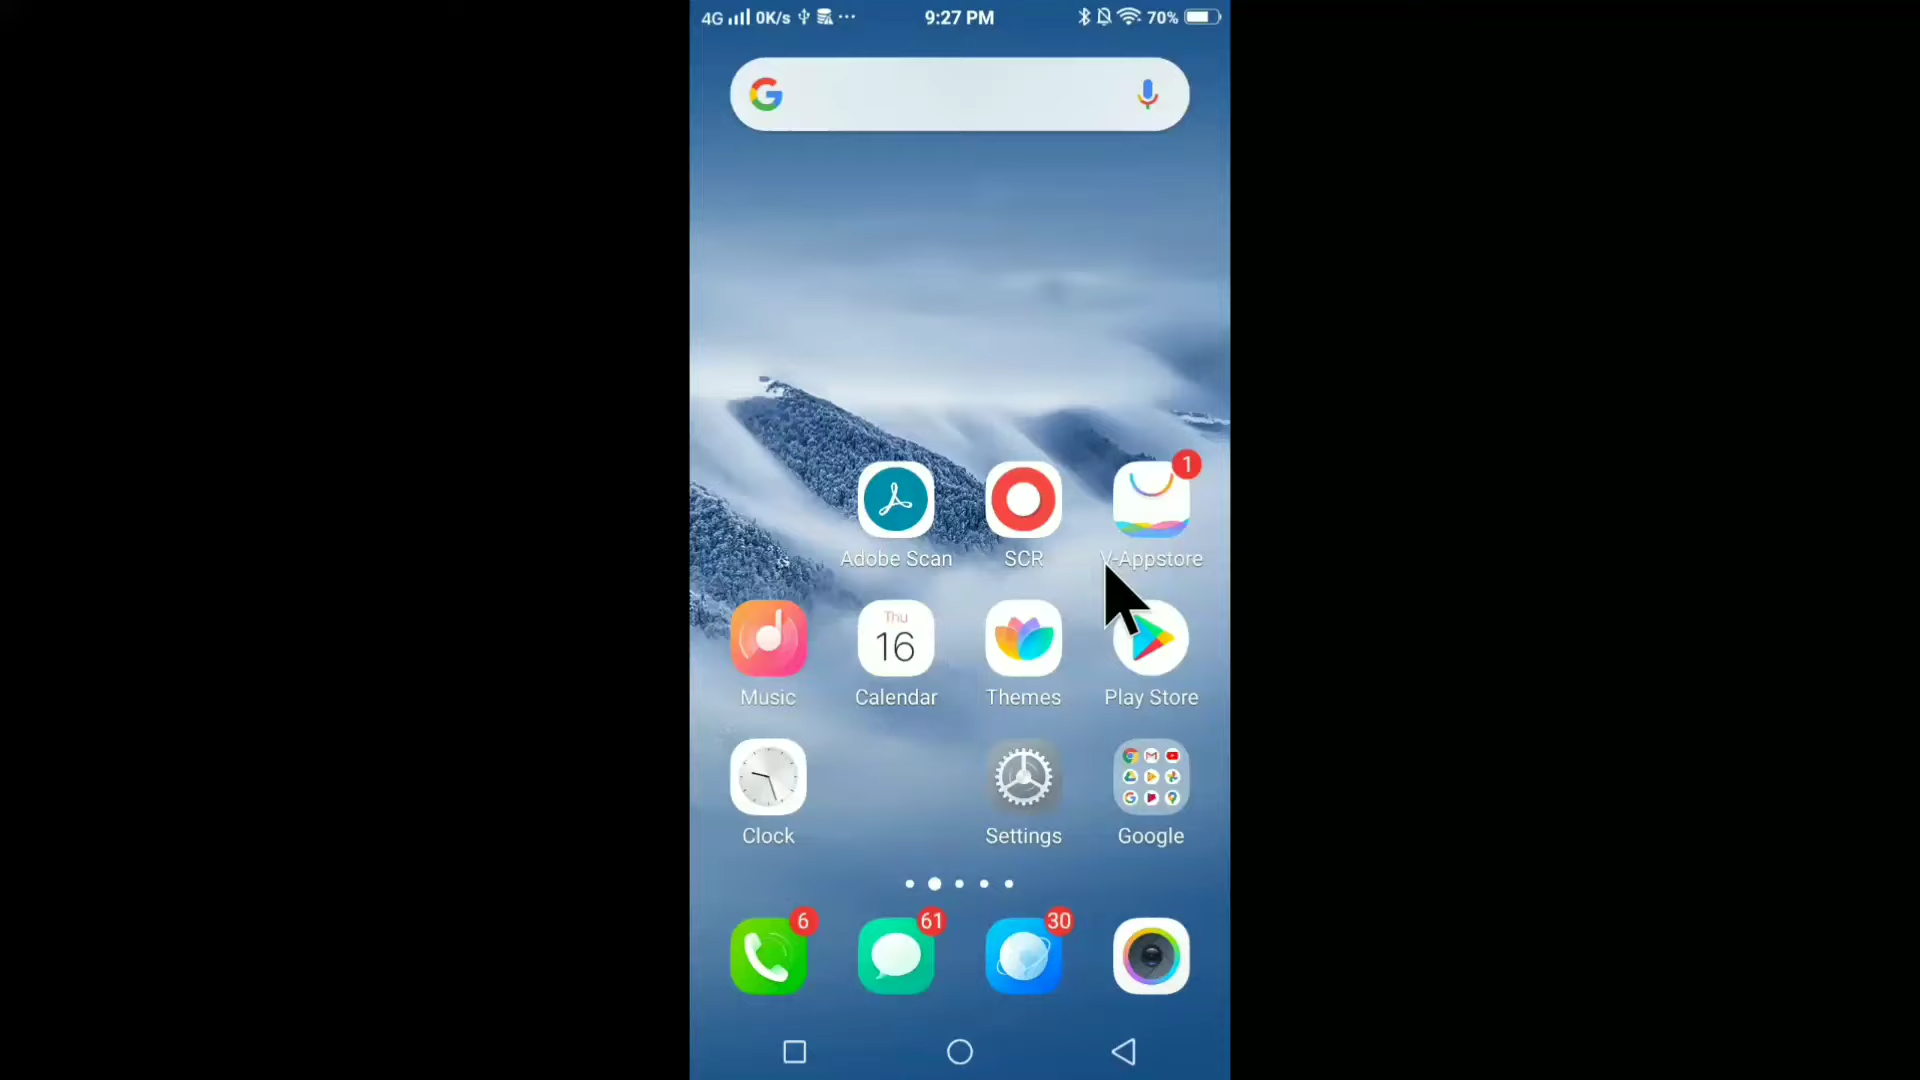 4G 0K/s 9:27 PM 70%
1
Adobe Scan SCR V-Appstore
Thu
16
Music Calendar Themes Play Store
Clock Settings Google
6 61 30